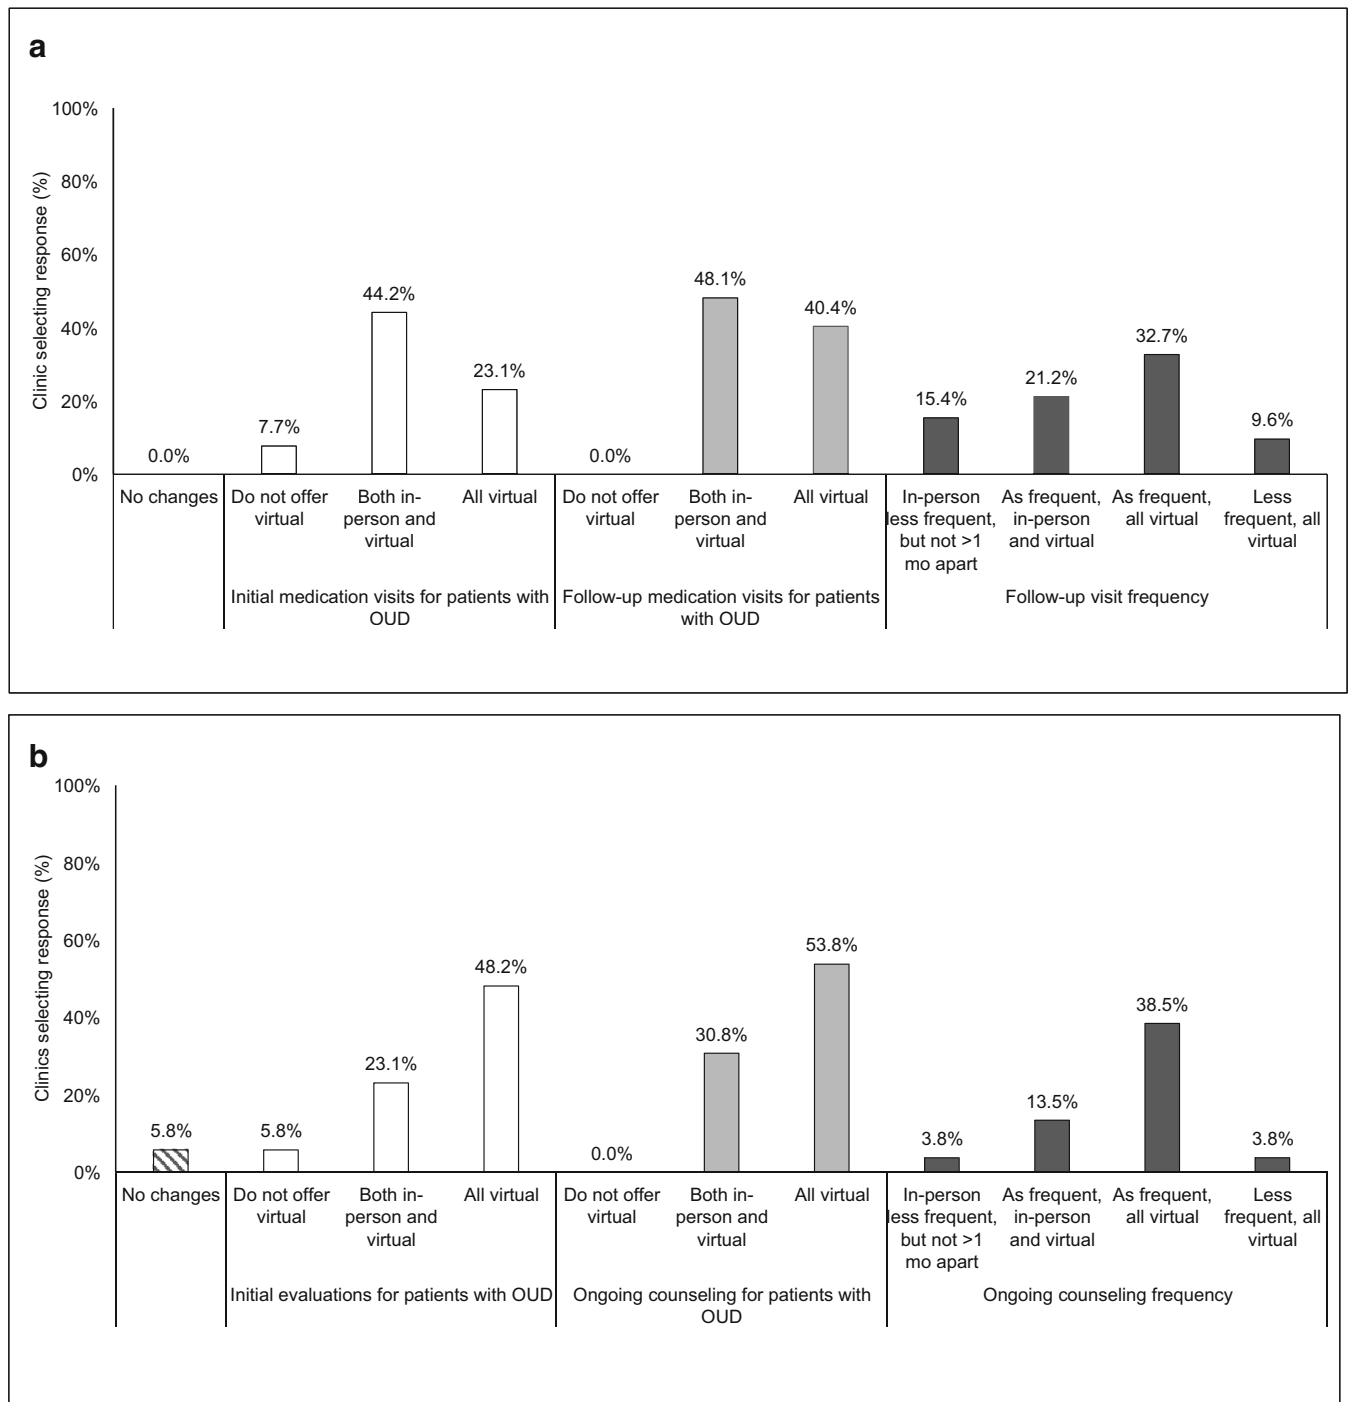 a
Clinic selecting response (%)
100%
80%
60%
40%
20%
0%
0.0%
7.7%
44.2%
23.1%
0.0%
48.1%
40.4%
15.4%
21.2%
32.7%
9.6%
No changes
Do not offer
virtual
Both in-
person and
virtual
All virtual
Do not offer
virtual
Both in-
person and
virtual
All virtual
In-person
less frequent,
but not >1
mo apart
As frequent,
in-person
and virtual
As frequent,
all virtual
Less
frequent, all
virtual
Initial medication visits for patients with
OUD
Follow-up medication visits for patients
with OUD
Follow-up visit frequency
b
Clinics selecting response (%)
100%
80%
60%
40%
20%
0%
5.8%
5.8%
23.1%
48.2%
0.0%
30.8%
53.8%
3.8%
13.5%
38.5%
3.8%
No changes
Do not offer
virtual
Both in-
person and
virtual
All virtual
Do not offer
virtual
Both in-
person and
virtual
All virtual
In-person
less frequent,
but not >1
mo apart
As frequent,
in-person
and virtual
As frequent,
all virtual
Less
frequent, all
virtual
Initial evaluations for patients with OUD
Ongoing counseling for patients with
OUD
Ongoing counseling frequency